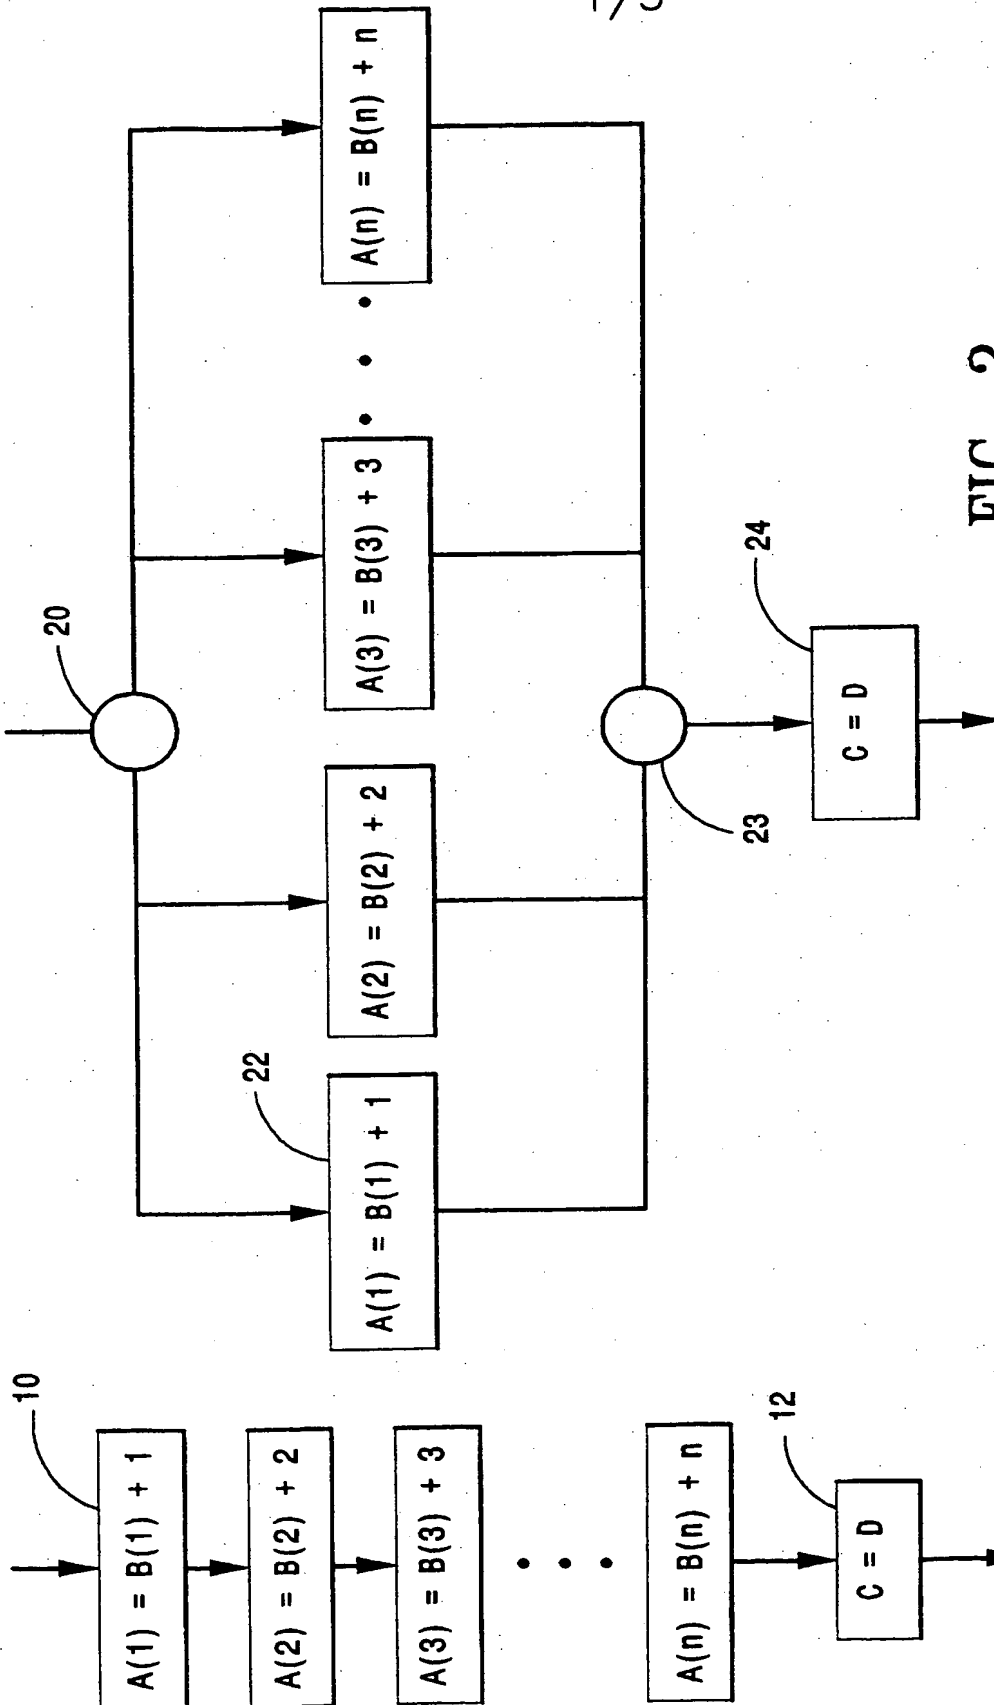 1/3
10
A(1) = B(1) + 1
A(2) = B(2) + 2
A(3) = B(3) + 3
A(n) = B(n) + n
12
C = D
20
22
A(1) = B(1) + 1
A(2) = B(2) + 2
A(3) = B(3) + 3
A(n) = B(n) + n
23
24
C = D
FIG. 2